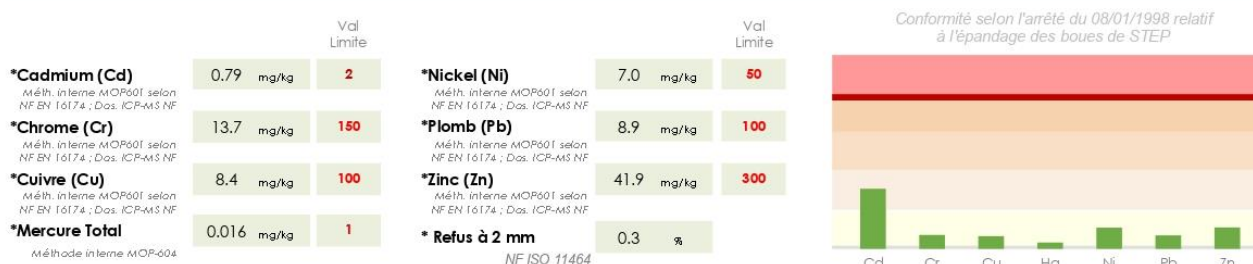 Val
Limite
*Cadmium (Cd) 0.79 mg/kg 2
Méth. interne MOP601 selon
NF EN 16174 ; Dos. ICP-MS NF
*Chrome (Cr) 13.7 mg/kg 150
Méth. interne MOP601 selon
NF EN 16174 ; Dos. ICP-MS NF
*Cuivre (Cu) 8.4 mg/kg 100
Méth. interne MOP601 selon
NF EN 16174 ; Dos. ICP-MS NF
*Mercure Total 0.016 mg/kg 1
Méthode interne MOP-604
Val
Limite
*Nickel (Ni) 7.0 mg/kg 50
Méth. interne MOP601 selon
NF EN 16174 ; Dos. ICP-MS NF
*Plomb (Pb) 8.9 mg/kg 100
Méth. interne MOP601 selon
NF EN 16174 ; Dos. ICP-MS NF
*Zinc (Zn) 41.9 mg/kg 300
Méth. interne MOP601 selon
NF EN 16174 ; Dos. ICP-MS NF
* Refus à 2 mm 0.3 %
NF ISO 11464
Conformité selon l'arrêté du 08/01/1998 relatif
à l'épandage des boues de STEP
Cd Cr Cu Hg Ni Pb Zn